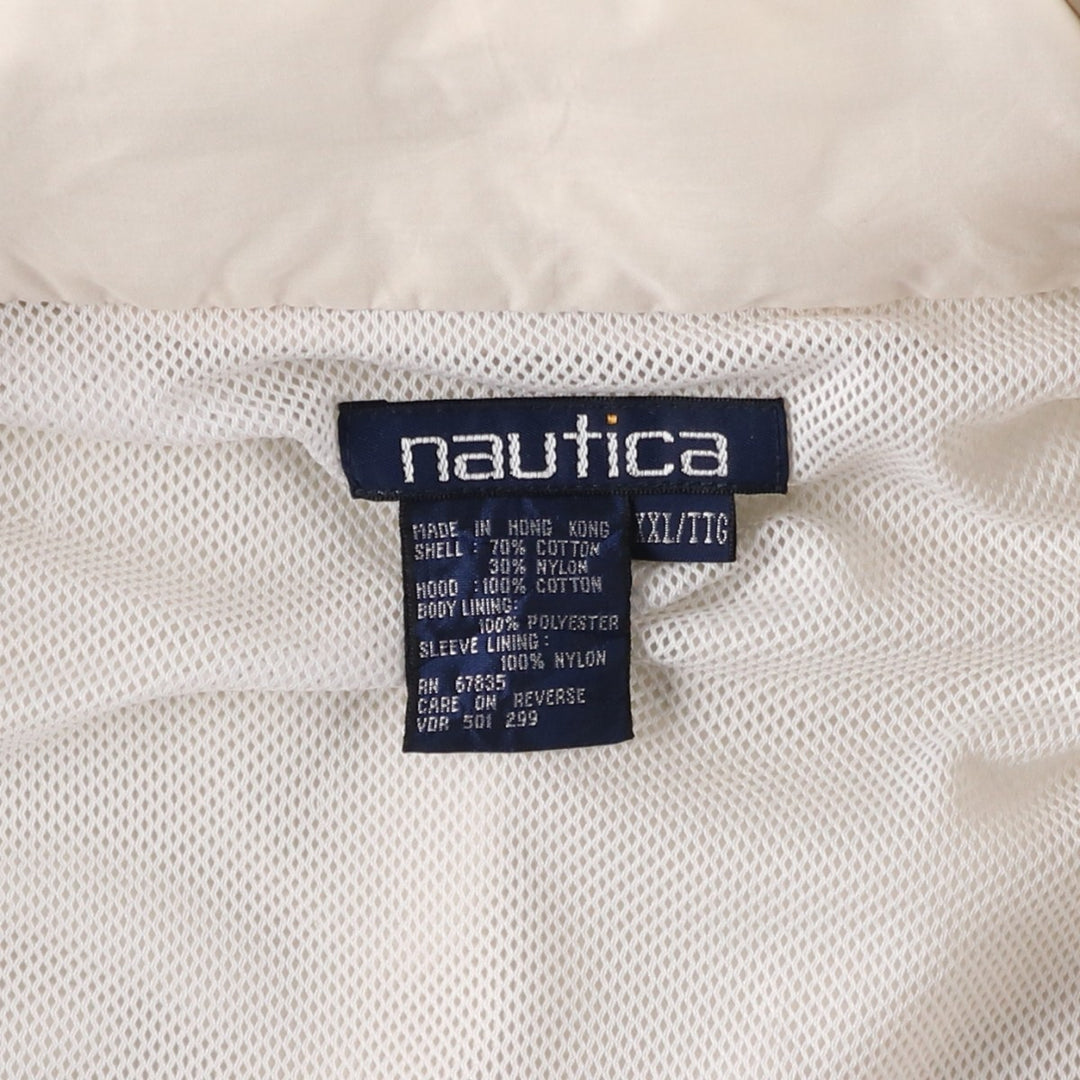 nautica
XXL/TTG
MADE IN HONG KONG
SHELL : 70% COTTON
30% NYLON
HOOD :100% COTTON
BODY LINING:
100% POLYESTER
SLEEVE LINING:
100% NYLON
RN 67835
CARE ON REVERSE
VDR 501 299